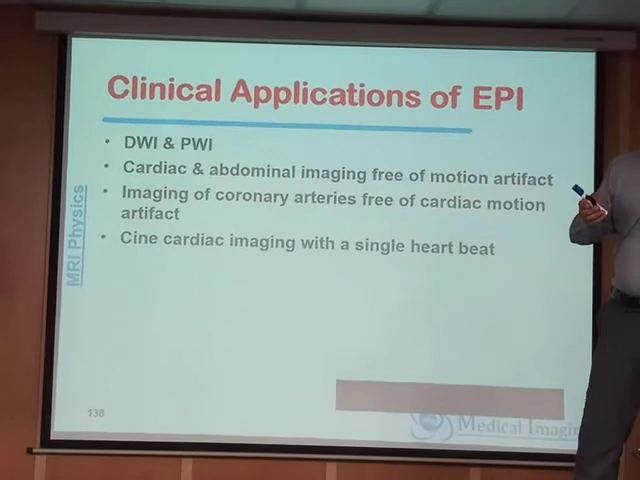 Clinical Applications of EPI
• DWI & PWI
• Cardiac & abdominal imaging free of motion artifact
• Imaging of coronary arteries free of cardiac motion
artifact
• Cine cardiac imaging with a single heart beat
MRI Physics
138
Medical Imagin